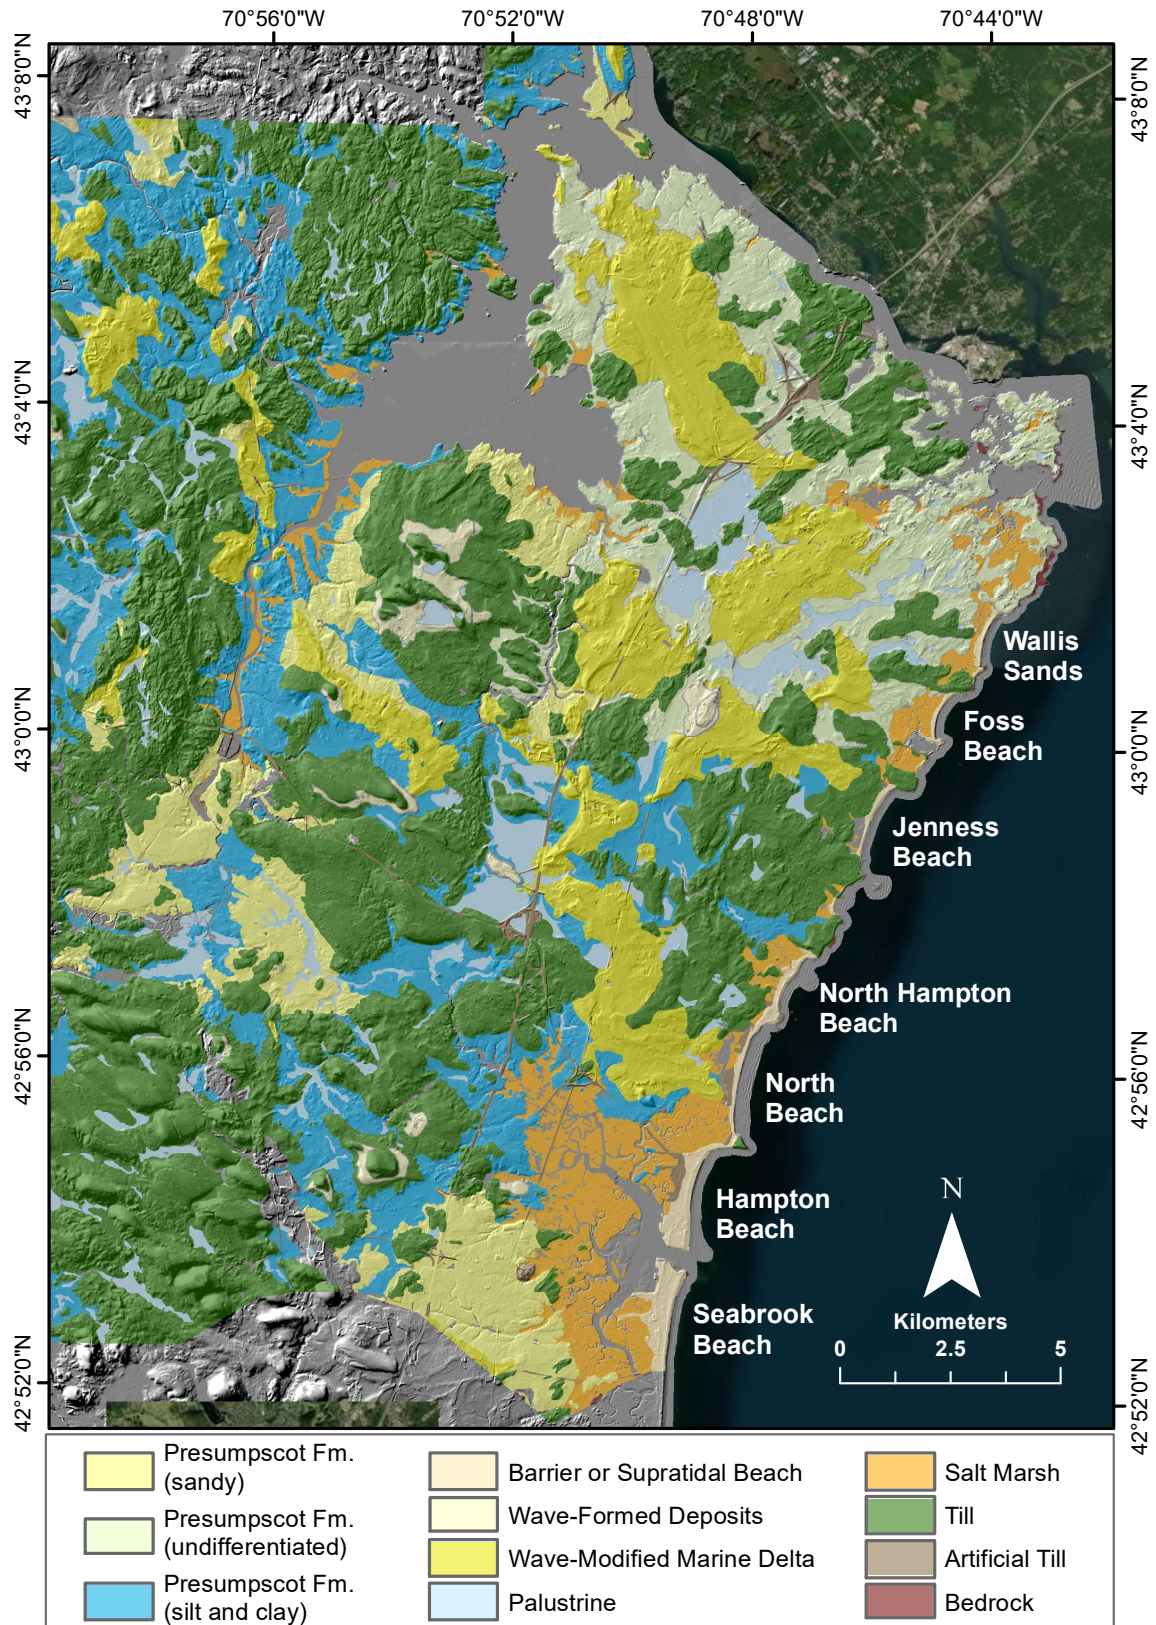 70°56'0"W
70°52'0"W
70°48'0"W
70°44'0"W
43°8'0"N
43°8'0"N
43°4'0"N
43°4'0"N
Wallis
Sands
Foss
Beach
43°0'0"N
43°0'0"N
Jenness
Beach
North Hampton
Beach
42°56'0"N
42°56'0"N
North
Beach
Hampton
Beach
N
Kilometers
0 2.5 5
Seabrook
Beach
42°52'0"N
42°52'0"N
Presumpscot Fm.
(sandy)
Presumpscot Fm.
(undifferentiated)
Presumpscot Fm.
(silt and clay)
Barrier or Supratidal Beach
Wave-Formed Deposits
Wave-Modified Marine Delta
Palustrine
Salt Marsh
Till
Artificial Till
Bedrock